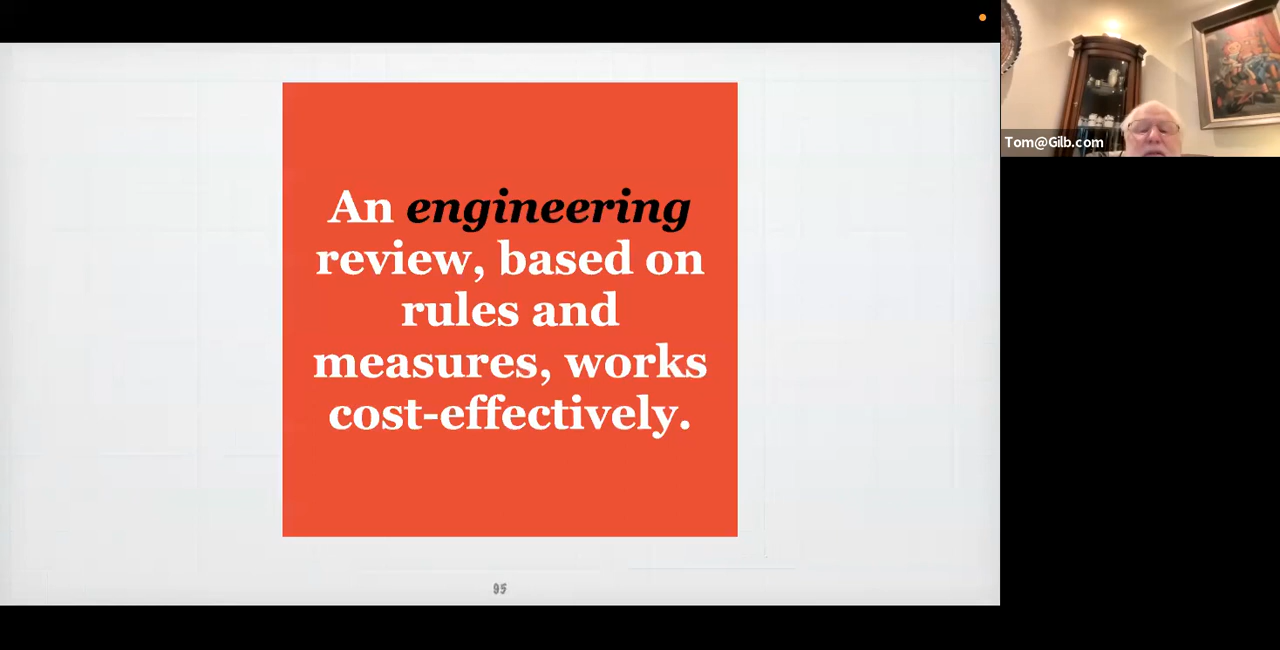 An engineering
review, based on
rules and
measures, works
cost-effectively.
95
Tom@Gilb.com